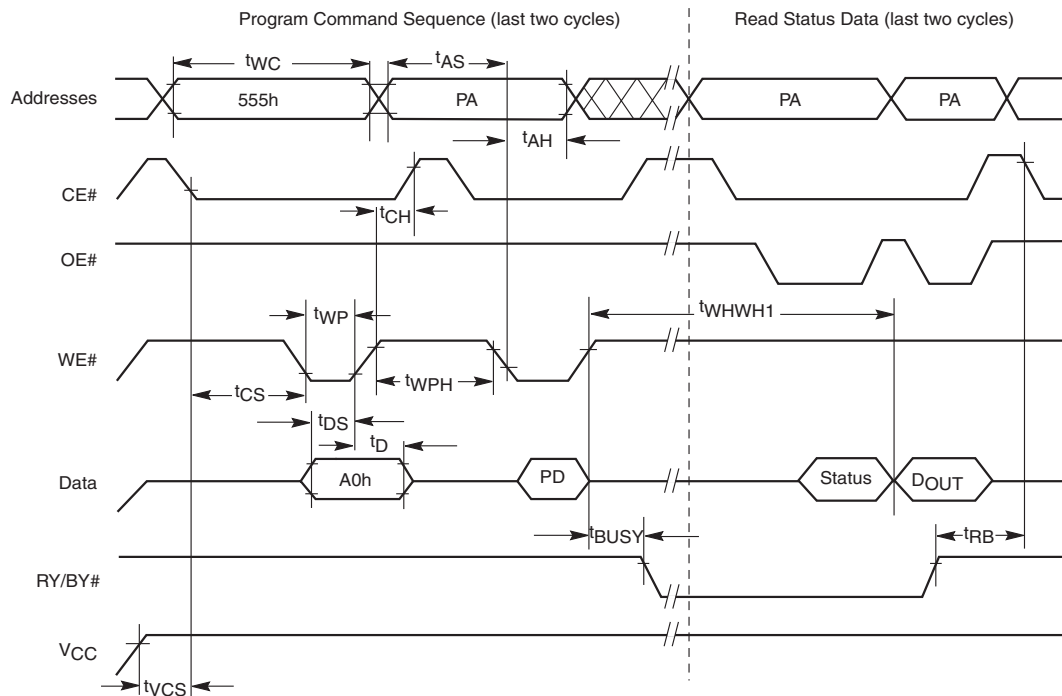 Program Command Sequence (last two cycles)
Read Status Data (last two cycles)
tWC
tAS
Addresses
555h
PA
PA
PA
tAH
CE#
tCH
OE#
tWP
tWHWH1
WE#
tCS
tWPH
tDS
tD
Data
A0h
PD
Status
DOUT
tBUSY
tRB
RY/BY#
VCC
tVCS